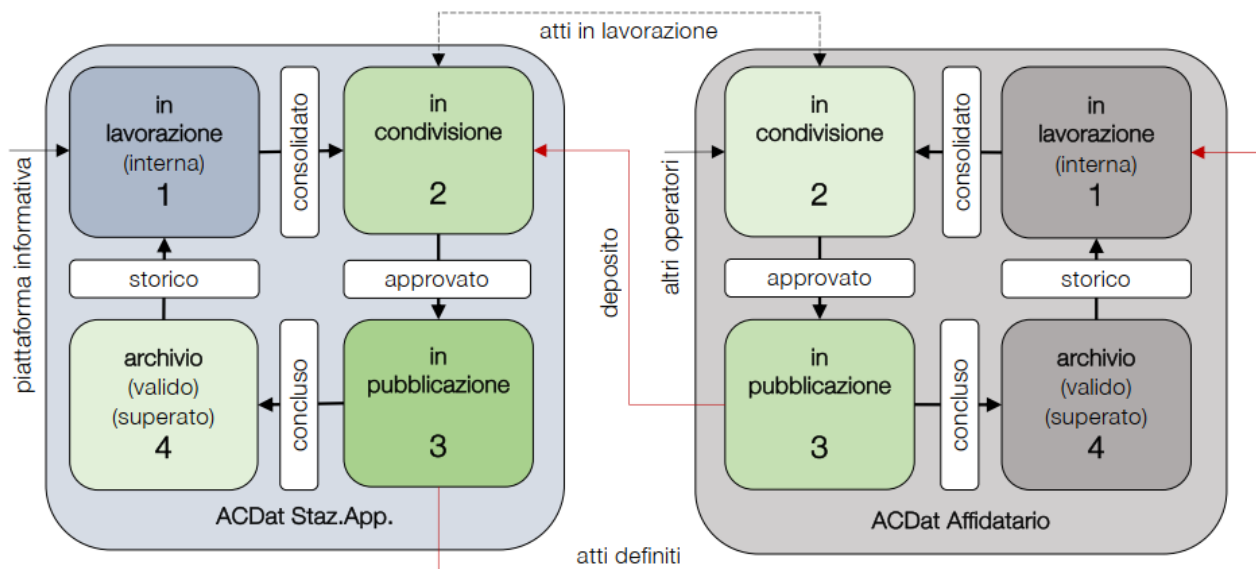 atti in lavorazione
piattaforma informativa
in
lavorazione
(interna)
1
consolidato
in
condivisione
2
storico
approvato
archivio
(valido)
(superato)
4
concluso
in
pubblicazione
3
ACDat Staz.App.
deposito
altri operatori
in
condivisione
2
consolidato
in
lavorazione
(interna)
1
approvato
storico
in
pubblicazione
3
concluso
archivio
(valido)
(superato)
4
ACDat Affidatario
atti definiti